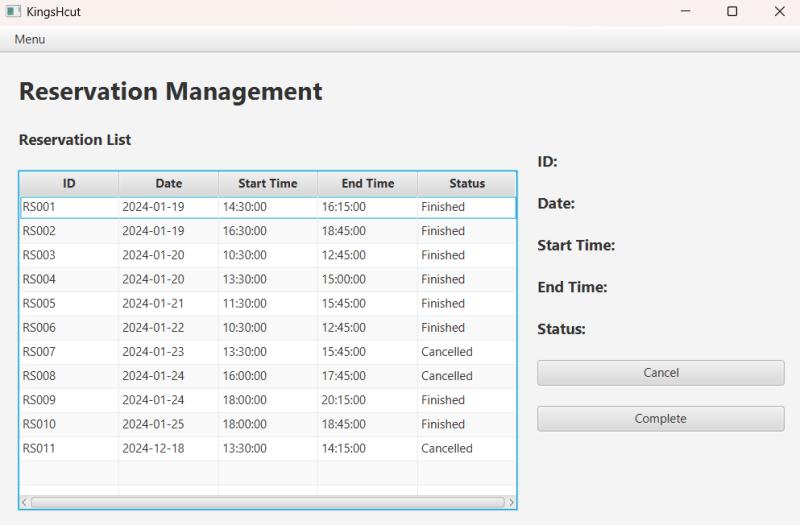 KingsHcut
Menu
Reservation Management
Reservation List
ID Date Start Time End Time Status
RS001 2024-01-19 14:30:00 16:15:00 Finished
RS002 2024-01-19 16:30:00 18:45:00 Finished
RS003 2024-01-20 10:30:00 12:45:00 Finished
RS004 2024-01-20 13:30:00 15:00:00 Finished
RS005 2024-01-21 11:30:00 15:45:00 Finished
RS006 2024-01-22 10:30:00 12:45:00 Finished
RS007 2024-01-23 13:30:00 15:45:00 Cancelled
RS008 2024-01-24 16:00:00 17:45:00 Cancelled
RS009 2024-01-24 18:00:00 20:15:00 Finished
RS010 2024-01-25 18:00:00 18:45:00 Finished
RS011 2024-12-18 13:30:00 14:15:00 Cancelled
ID:
Date:
Start Time:
End Time:
Status:
Cancel
Complete